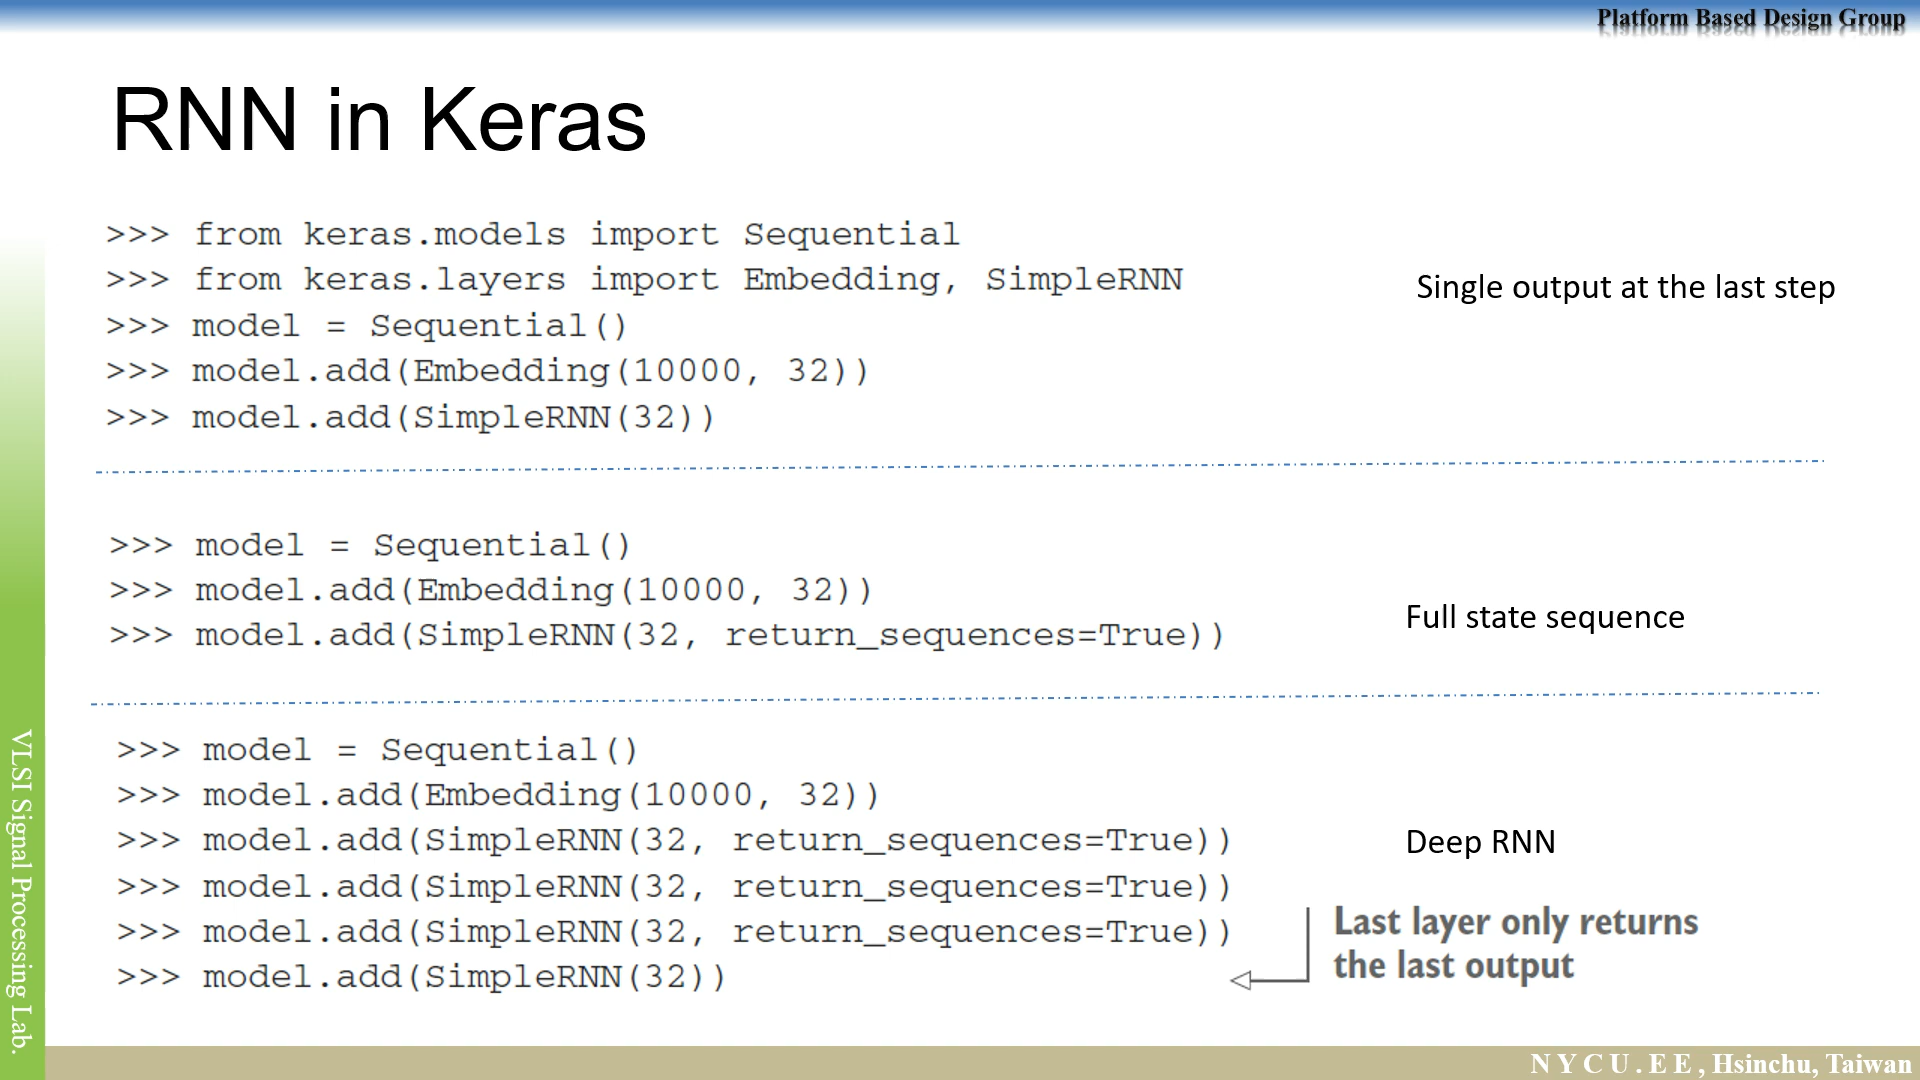 Platform Based Design Group
RNN in Keras
>>> from keras.models import Sequential
>>> from keras.layers import Embedding, SimpleRNN
>>> model = Sequential()
>>> model.add(Embedding(10000, 32))
>>> model.add(SimpleRNN(32))
Single output at the last step
>>> model = Sequential()
>>> model.add(Embedding(10000, 32))
>>> model.add(SimpleRNN(32, return_sequences=True))
Full state sequence
>>> model = Sequential()
>>> model.add(Embedding(10000, 32))
>>> model.add(SimpleRNN(32, return_sequences=True))
>>> model.add(SimpleRNN(32, return_sequences=True))
>>> model.add(SimpleRNN(32, return_sequences=True))
>>> model.add(SimpleRNN(32))
Deep RNN
Last layer only returns
the last output
VLSI Signal Processing Lab.
N Y C U . E E , Hsinchu, Taiwan